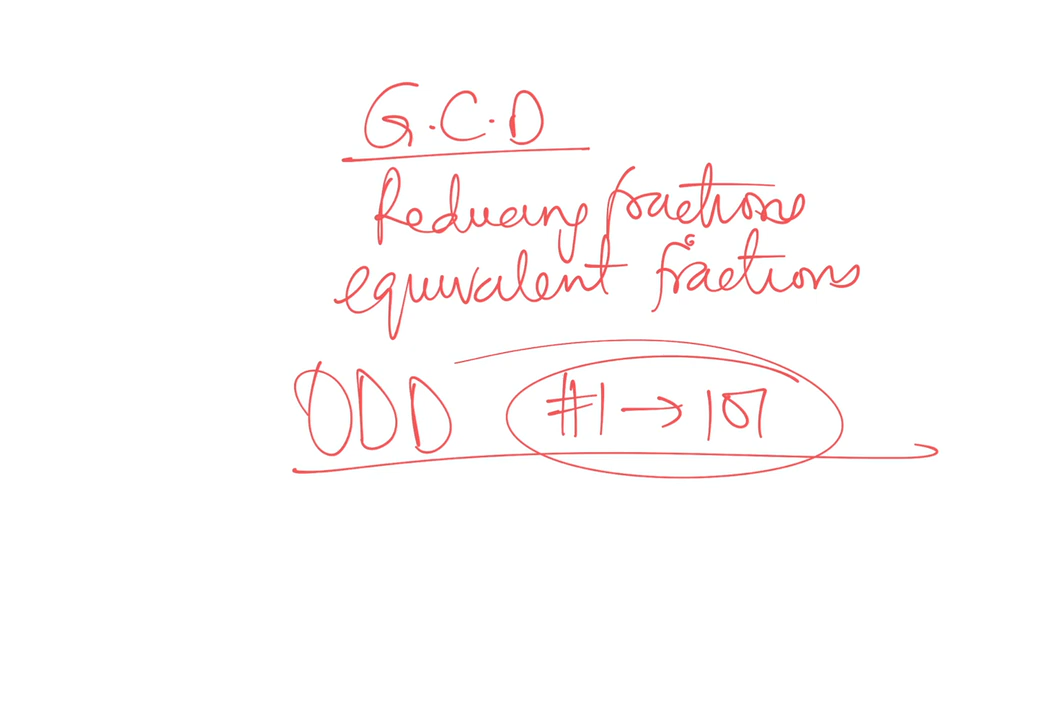 G.C.D
Reducing fractions
equivalent fractions
ODD #1→107